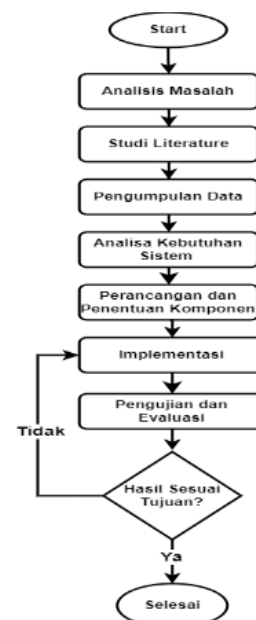 Start
Analisis Masalah
Studi Literature
Pengumpulan Data
Analisa Kebutuhan
Sistem
Perancangan dan
Penentuan Komponen
Implementasi
Pengujian dan
Evaluasi
Tidak
Hasil Sesuai
Tujuan?
Ya
Selesai